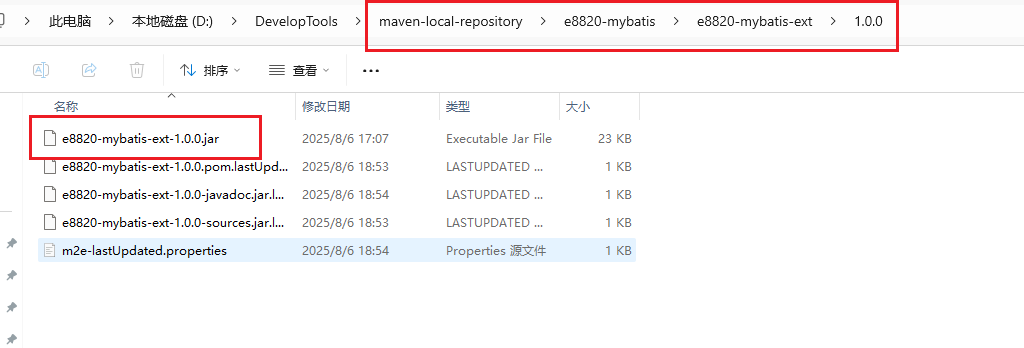 此电脑 > 本地磁盘 (D:) > DevelopTools > maven-local-repository > e8820-mybatis > e8820-mybatis-ext > 1.0.0
排序 查看 ...
名称 修改日期 类型 大小
e8820-mybatis-ext-1.0.0.jar 2025/8/6 17:07 Executable Jar File 23 KB
e8820-mybatis-ext-1.0.0.pom.lastUpd... 2025/8/6 18:53 LASTUPDATED ... 1 KB
e8820-mybatis-ext-1.0.0-javadoc.jar.l... 2025/8/6 18:54 LASTUPDATED ... 1 KB
e8820-mybatis-ext-1.0.0-sources.jar.l... 2025/8/6 18:53 LASTUPDATED ... 1 KB
m2e-lastUpdated.properties 2025/8/6 18:54 Properties 源文件 1 KB